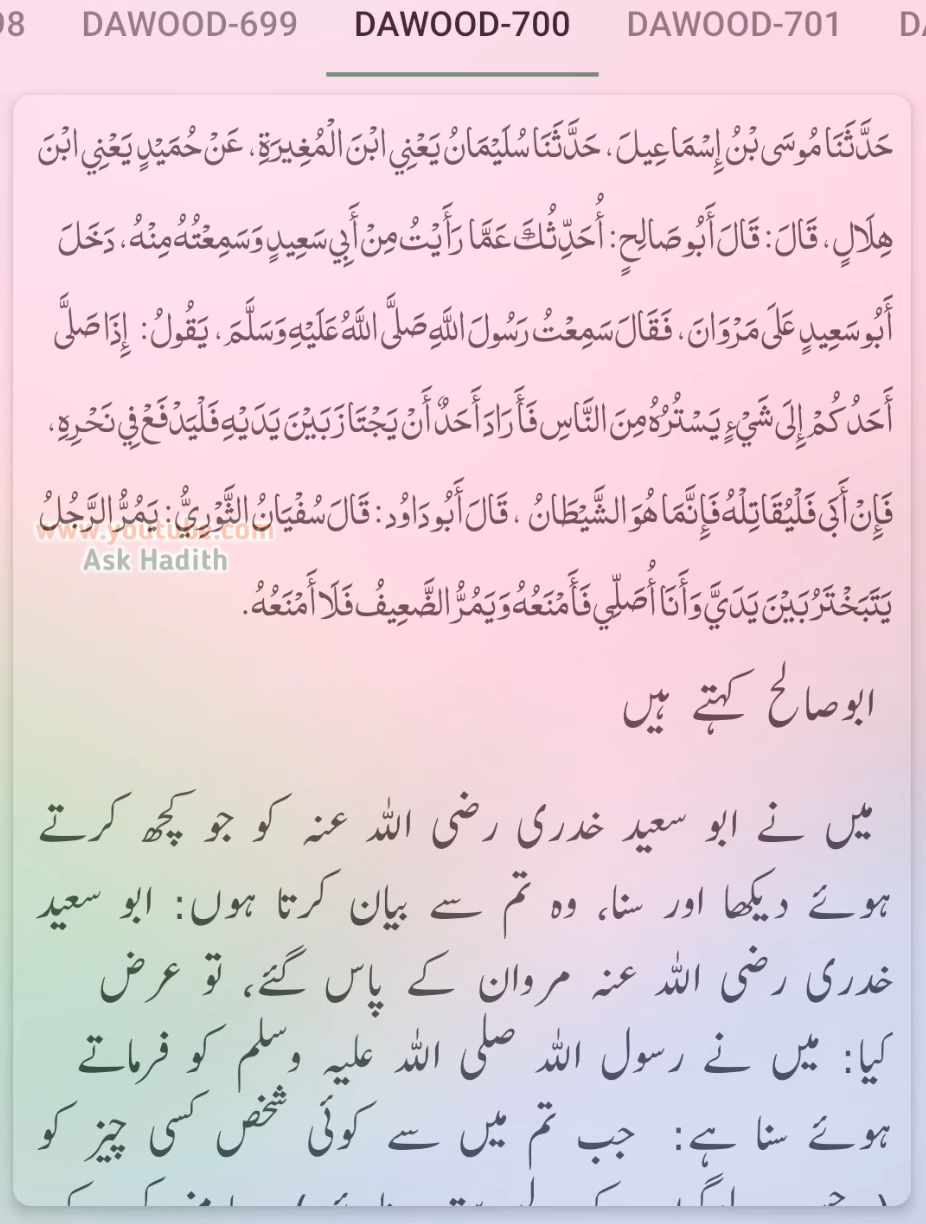 98 DAWOOD-699 DAWOOD-700 DAWOOD-701 DA
حَدَّثَنَا مُوسَى بْنُ إِسْمَاعِيلَ، حَدَّثَنَا سُلَيْمَانُ يَعْنِي ابْنَ الْمُغِيرَةِ، عَنْ حُمَيْدٍ يَعْنِي ابْنَ
هِلَالٍ، قَالَ: قَالَ أَبُو صَالِحٍ: أُحَدِّثُكَ عَمَّا رَأَيْتُ مِنْ أَبِي سَعِيدٍ وَسَمِعْتُهُ مِنْهُ، دَخَلَ
أَبُو سَعِيدٍ عَلَى مَرْوَانَ، فَقَالَ سَمِعْتُ رَسُولَ اللَّهِ صَلَّى اللَّهُ عَلَيْهِ وَسَلَّمَ، يَقُولُ: إِذَا صَلَّى
أَحَدُكُمْ إِلَى شَيْءٍ يَسْتُرُهُ مِنَ النَّاسِ فَأَرَادَ أَحَدٌ أَنْ يَجْتَازَ بَيْنَ يَدَيْهِ فَلْيَدْفَعْ فِي نَحْرِهِ،
فَإِنْ أَبَى فَلْيُقَاتِلْهُ فَإِنَّمَا هُوَ الشَّيْطَانُ ، قَالَ أَبُو دَاوُد: قَالَ سُفْيَانُ الثَّوْرِيُّ: يَمُرُّ الرَّجُلُ
www.youtube.com
Ask Hadith
يَتَبَخْتَرُ بَيْنَ يَدَيَّ وَأَنَا أُصَلِّي فَأَمْنَعُهُ وَيَمُرُّ الضَّعِيفُ فَلَا أَمْنَعُهُ.
ابوصالح کہتے ہیں
میں نے ابو سعید خدری رضی اللہ عنہ کو جو کچھ کرتے
ہوئے دیکھا اور سنا، وہ تم سے بیان کرتا ہوں: ابو سعید
خدری رضی اللہ عنہ مروان کے پاس گئے، تو عرض
کیا: میں نے رسول اللہ صلی اللہ علیہ وسلم کو فرماتے
ہوئے سنا ہے: جب تم میں سے کوئی شخص کسی چیز کو